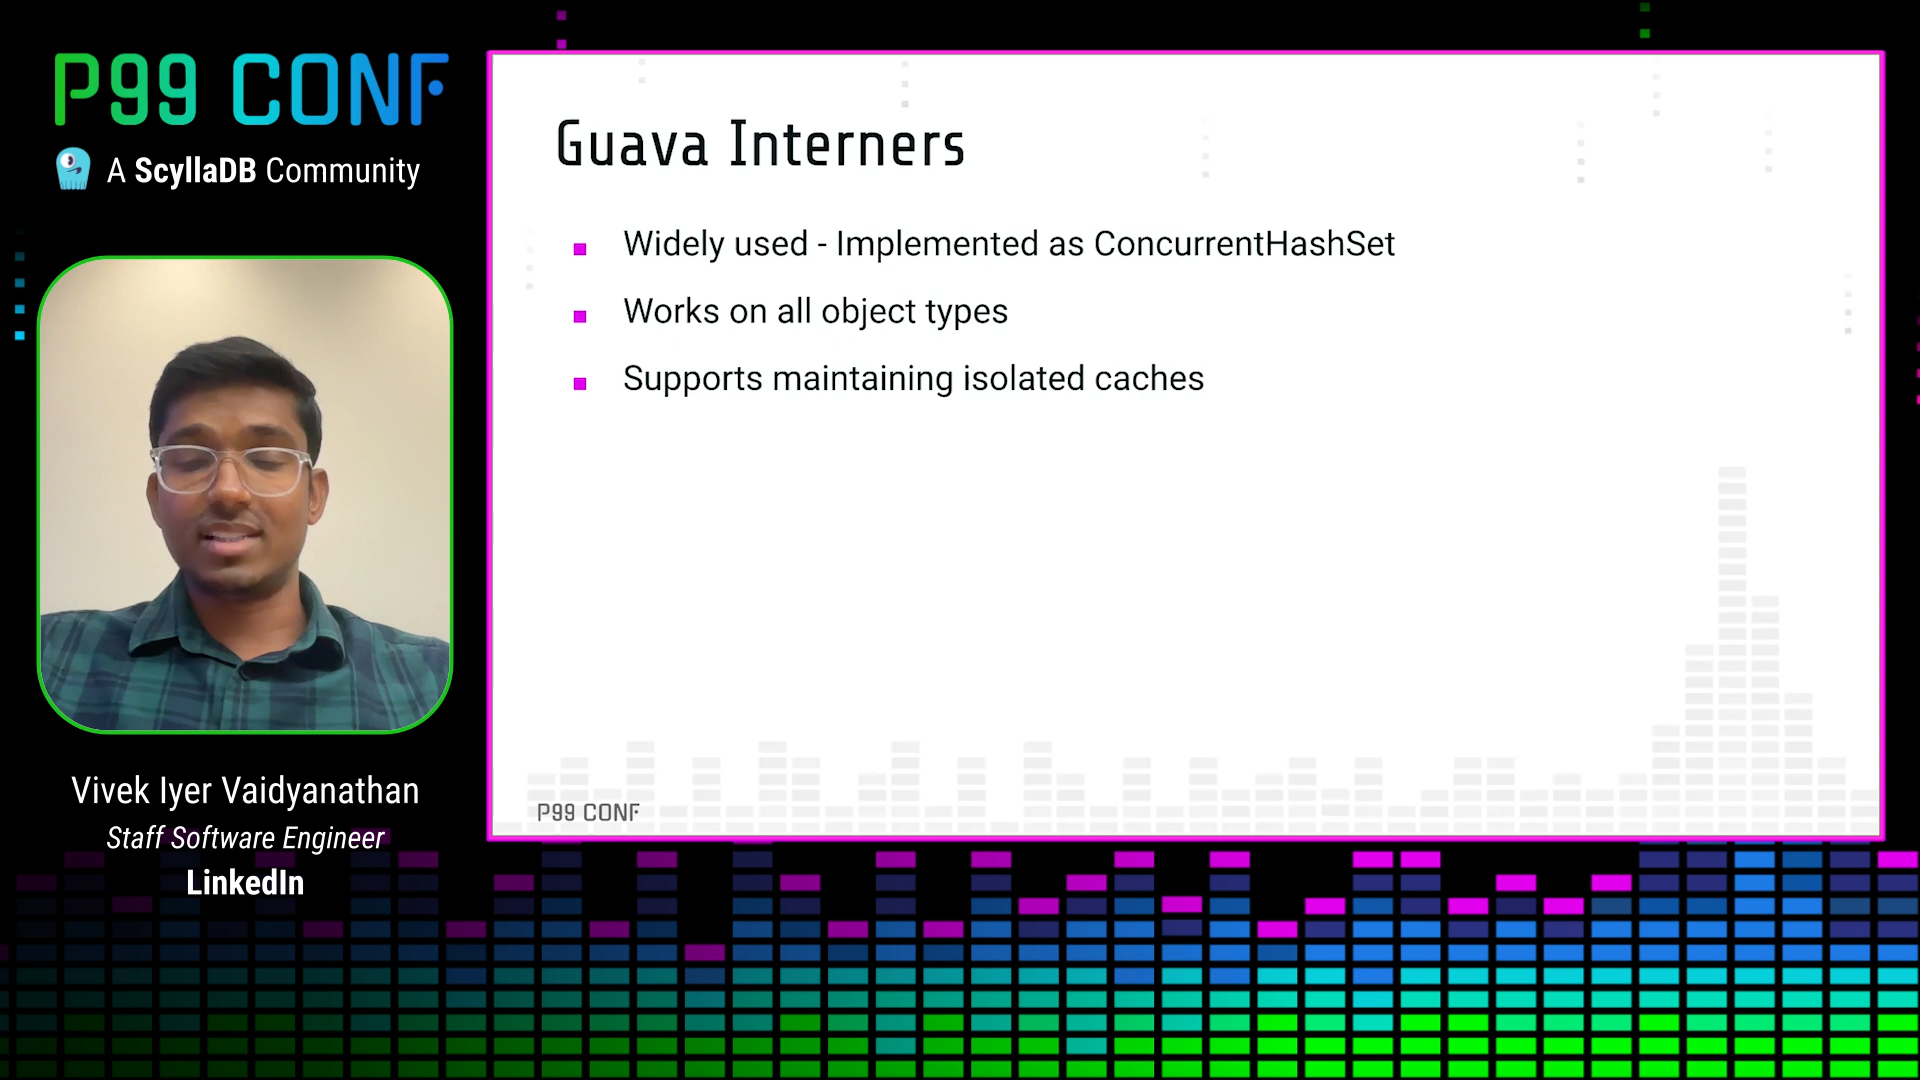 P99 CONF
A ScyllaDB Community
Vivek Iyer Vaidyanathan
Staff Software Engineer
LinkedIn
Guava Interners
Widely used - Implemented as ConcurrentHashSet
Works on all object types
Supports maintaining isolated caches
P99 CONF